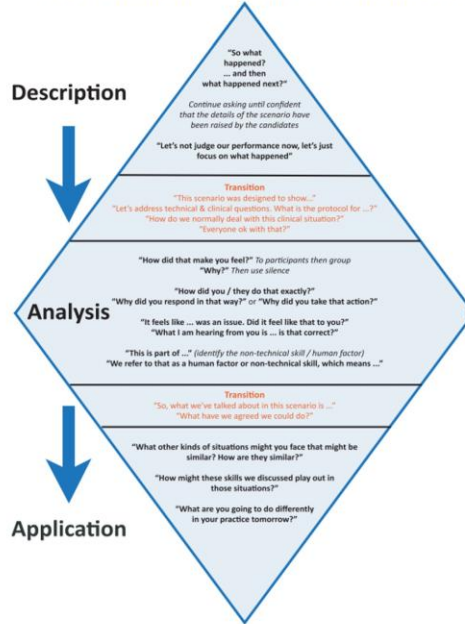 "So what
happened?
... and then
what happened next?"
Continue asking until confident
that the details of the scenario have
been raised by the candidates
"Let's not judge our performance now, let's just
focus on what happened"
Description
Transition
"This scenario was designed to show..."
"Let's address technical & clinical questions. What is the protocol for ...?"
"How do we normally deal with this clinical situation?"
"Everyone ok with that?"
"How did that make you feel?" To participants then group
"Why?" Then use silence
"How did you / they do that exactly?"
"Why did you respond in that way?" or "Why did you take that action?"
Analysis
"It feels like ... was an issue. Did it feel like that to you?"
"What I am hearing from you is ... is that correct?"
"This is part of ..." (identify the non-technical skill / human factor)
"We refer to that as a human factor or non-technical skill, which means ..."
Transition
"So, what we've talked about in this scenario is ..."
"What have we agreed we could do?"
"What other kinds of situations might you face that might be
similar? How are they similar?"
"How might these skills we discussed play out in
those situations?"
"What are you going to do differently
in your practice tomorrow?"
Application